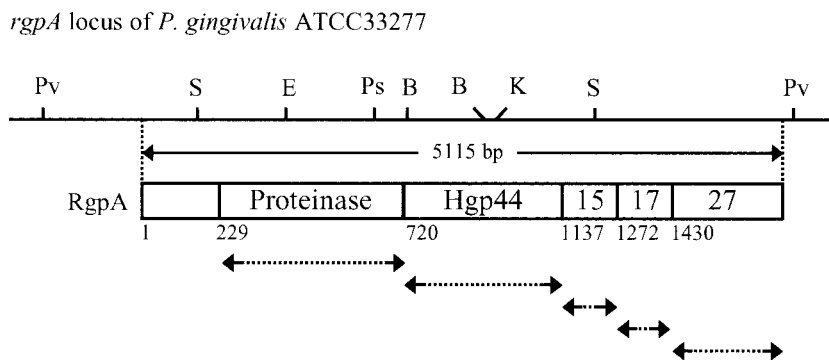 rgpA locus of P. gingivalis ATCC33277
Pv S E Ps B B K S Pv
5115 bp
RgpA Proteinase Hgp44 15 17 27
1 229 720 1137 1272 1430